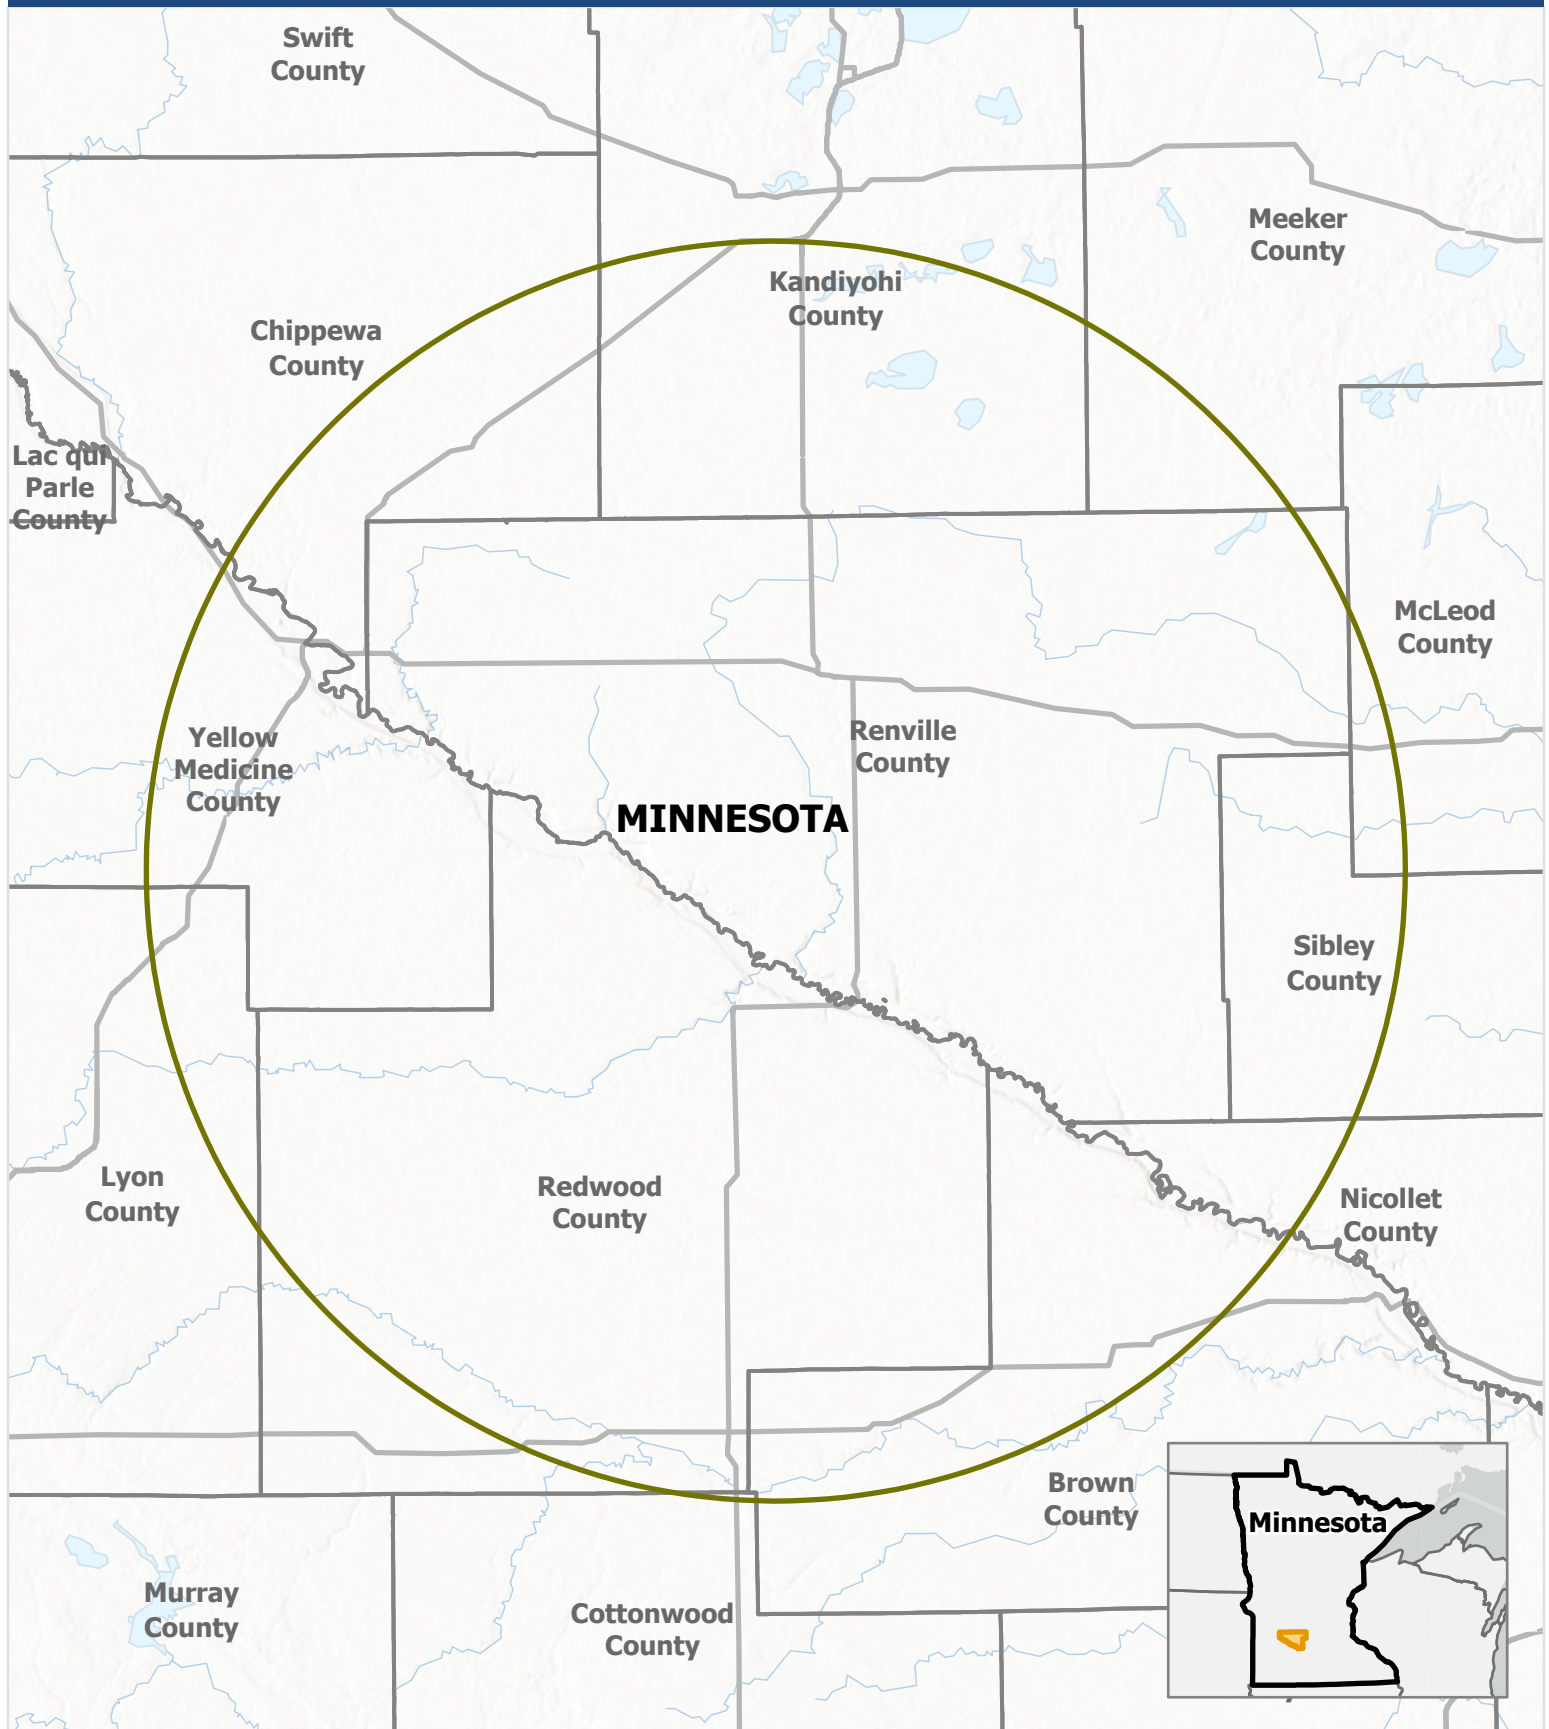 Swift
County
Meeker
County
Kandiyohi
County
Chippewa
County
Lac qui
Parle
County
McLeod
County
Yellow
Medicine
County
Renville
County
MINNESOTA
Sibley
County
Lyon
County
Redwood
County
Nicollet
County
Brown
County
Minnesota
Murray
County
Cottonwood
County